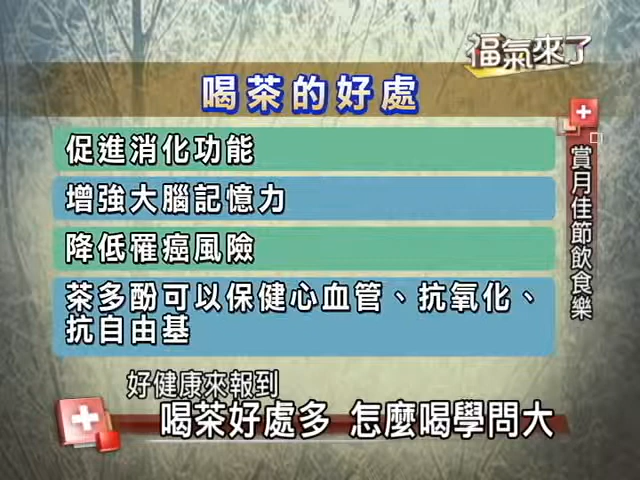 福氣來了
喝茶的好處
促進消化功能
增強大腦記憶力
降低罹癌風險
茶多酚可以保健心血管、抗氧化、
抗自由基
賞月佳節飲食樂
好健康來報到
喝茶好處多 怎麼喝學問大